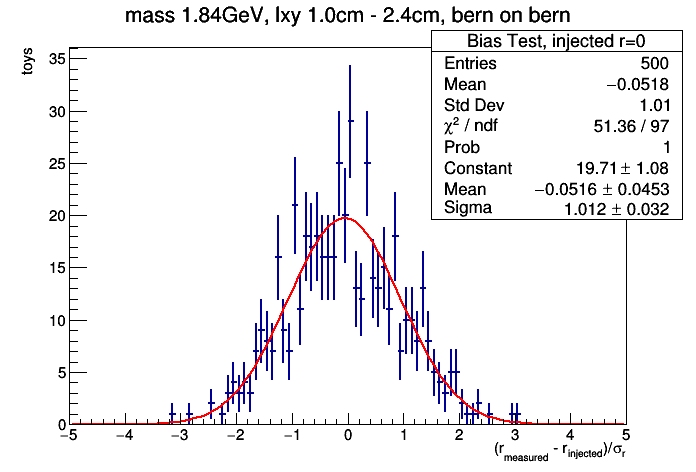 mass 1.84GeV, lxy 1.0cm - 2.4cm, bern on bern
toys
Bias Test, injected r=0
Entries 500
Mean −0.0518
Std Dev 1.01
χ² / ndf 51.36 / 97
Prob 1
Constant 19.71 ± 1.08
Mean −0.0516 ± 0.0453
Sigma 1.012 ± 0.032
35
30
25
20
15
10
5
0
−5 −4 −3 −2 −1 0 1 2 3 4 5
(r_measured - r_injected)/σ_r